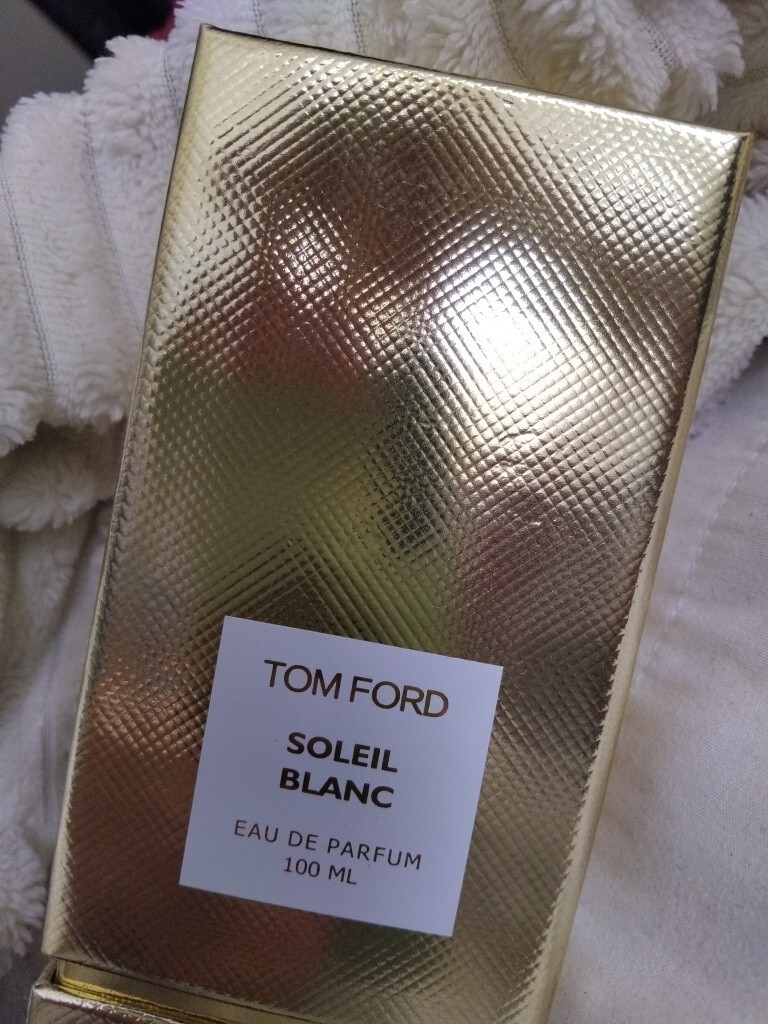 TOM FORD
SOLEIL
BLANC
EAU DE PARFUM
100 ML